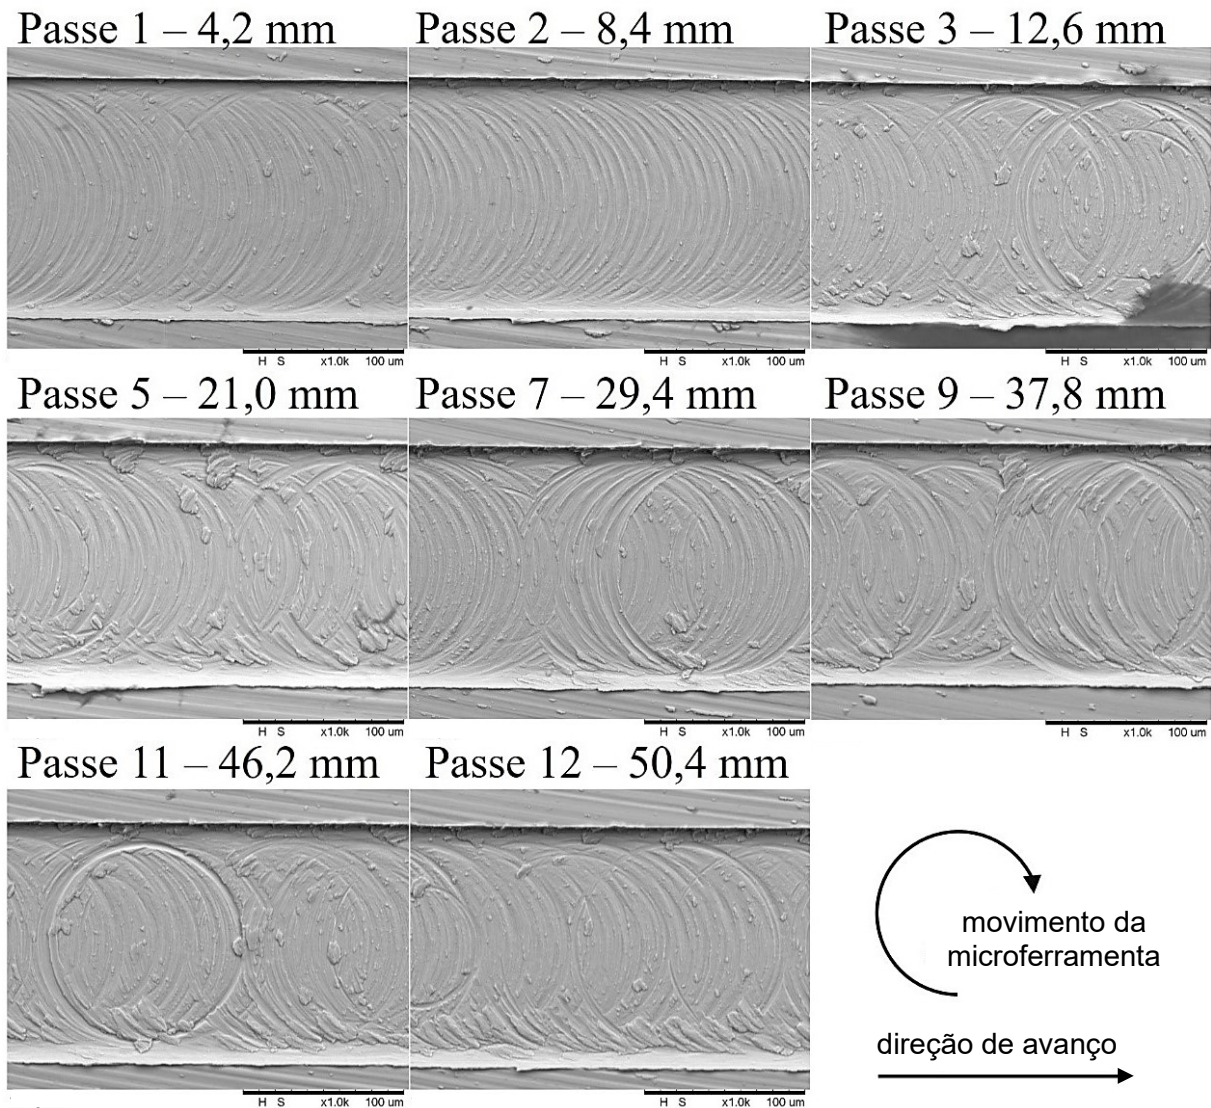 Passe 1 – 4,2 mm
Passe 2 – 8,4 mm
Passe 3 – 12,6 mm
H S x1.0k 100 um
H S x1.0k 100 um
H S x1.0k 100 um
Passe 5 – 21,0 mm
Passe 7 – 29,4 mm
Passe 9 – 37,8 mm
H S x1.0k 100 um
H S x1.0k 100 um
H S x1.0k 100 um
Passe 11 – 46,2 mm
Passe 12 – 50,4 mm
movimento da
microferramenta
direção de avanço
H S x1.0k 100 um
H S x1.0k 100 um